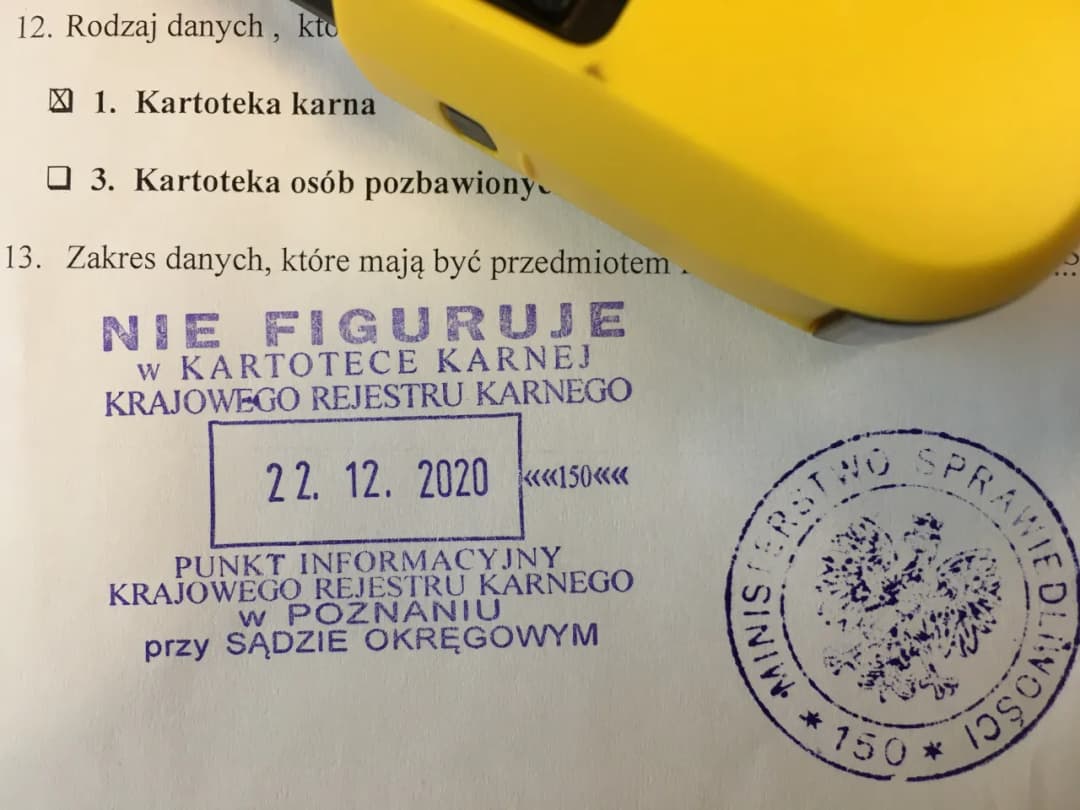 12. Rodzaj danych ,
☒ 1. Kartoteka karna
☐ 3. Kartoteka osób
13. Zakres danych, które mają być przedmiotem
NIE FIGURUJE
w KARTOTECE KARNEJ
KRAJOWEGO REJESTRU KARNEGO
22. 12. 2020 «««150«««
PUNKT INFORMACYJNY
KRAJOWEGO REJESTRU KARNEGO
w POZNANIU
przy SĄDZIE OKRĘGOWYM
MINISTERSTWO SPRAWIEDLIWOŚCI
* 150 *